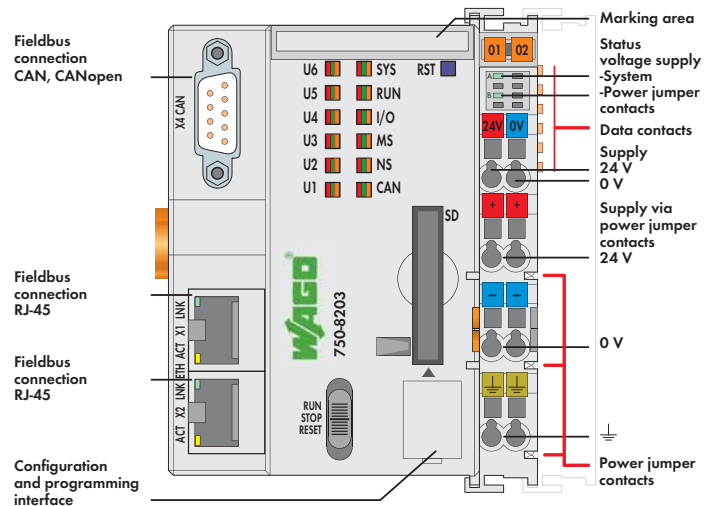 Marking area
Fieldbus
connection
CAN, CANopen
X4 CAN
U6 SYS RST
U5 RUN
U4 I/O
U3 MS
U2 NS
U1 CAN
SD
01 02
A
B
24V 0V
+ +
- -
Status
voltage supply
-System
-Power jumper
contacts
Data contacts
Supply
24 V
0 V
Supply via
power jumper
contacts
24 V
0 V
Power jumper
contacts
Fieldbus
connection
RJ-45
Fieldbus
connection
RJ-45
ACT X2 LNK ETH ACT X1 LNK
WAGO
750-8203
RUN
STOP
RESET
Configuration
and programming
interface